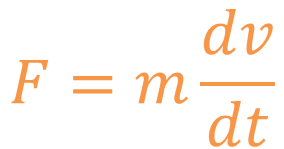 F = m dv/dt